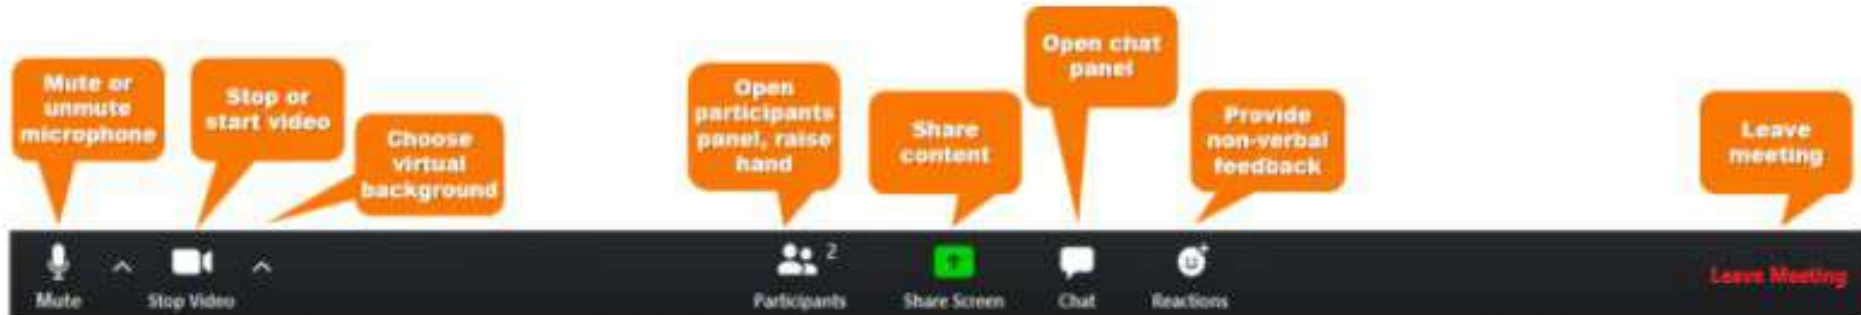 Mute or
unmute
microphone
Stop or
start video
Choose
virtual
background
Open
participants
panel, raise
hand
Share
content
Open chat
panel
Provide
non-verbal
feedback
Leave
meeting
Mute
Stop Video
Participants
2
Share Screen
Chat
Reactions
Leave Meeting